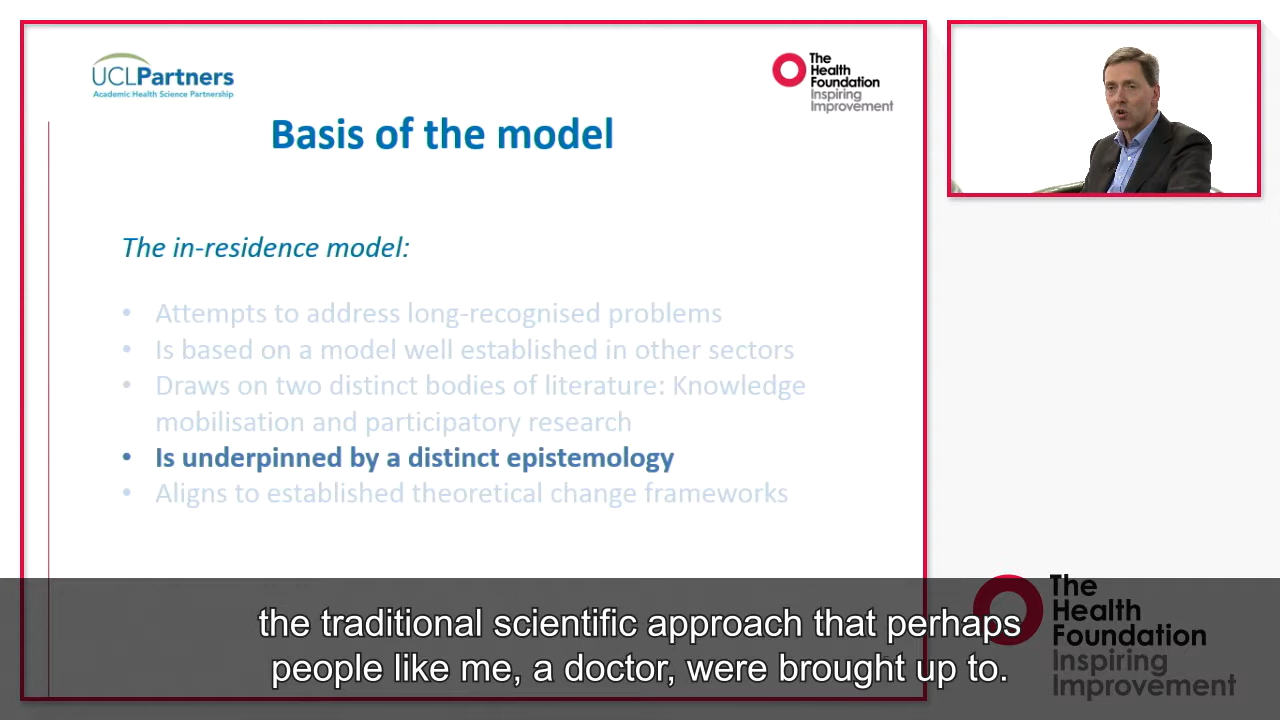 UCLPartners
Academic Health Science Partnership
The
Health
Foundation
Inspiring
Improvement
Basis of the model
The in-residence model:
• Attempts to address long-recognised problems
• Is based on a model well established in other sectors
• Draws on two distinct bodies of literature: Knowledge
mobilisation and participatory research
• Is underpinned by a distinct epistemology
• Aligns to established theoretical change frameworks
the traditional scientific approach that perhaps
people like me, a doctor, were brought up to.
The
Health
Foundation
Inspiring
Improvement